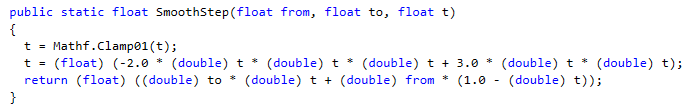 public static float SmoothStep(float from, float to, float t)
{
  t = Mathf.Clamp01(t);
  t = (float) (-2.0 * (double) t * (double) t * (double) t + 3.0 * (double) t * (double) t);
  return (float) ((double) to * (double) t + (double) from * (1.0 - (double) t));
}